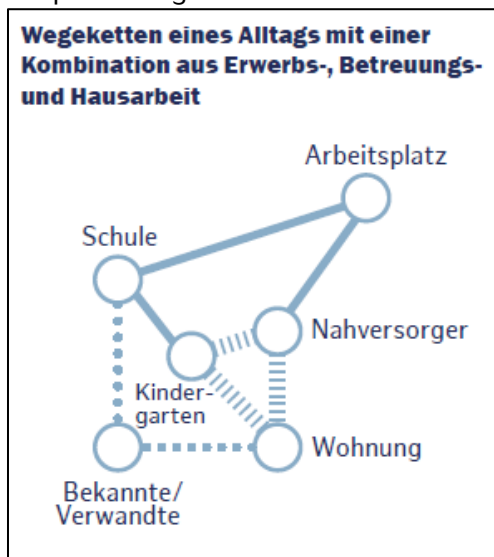 Wegeketten eines Alltags mit einer
Kombination aus Erwerbs-, Betreuungs-
und Hausarbeit
Arbeitsplatz
Schule
Nahversorger
Kinder-
garten
Wohnung
Bekannte/
Verwandte